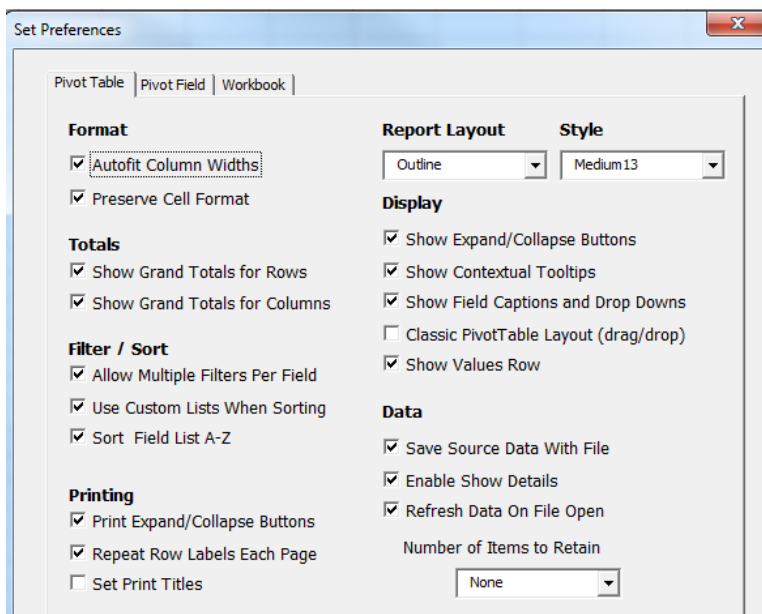 Set Preferences
Pivot Table
Pivot Field
Workbook
Format
Autofit Column Widths
Preserve Cell Format
Totals
Show Grand Totals for Rows
Show Grand Totals for Columns
Filter / Sort
Allow Multiple Filters Per Field
Use Custom Lists When Sorting
Sort Field List A-Z
Printing
Print Expand/Collapse Buttons
Repeat Row Labels Each Page
Set Print Titles
Report Layout
Outline
Style
Medium13
Display
Show Expand/Collapse Buttons
Show Contextual Tooltips
Show Field Captions and Drop Downs
Classic PivotTable Layout (drag/drop)
Show Values Row
Data
Save Source Data With File
Enable Show Details
Refresh Data On File Open
Number of Items to Retain
None